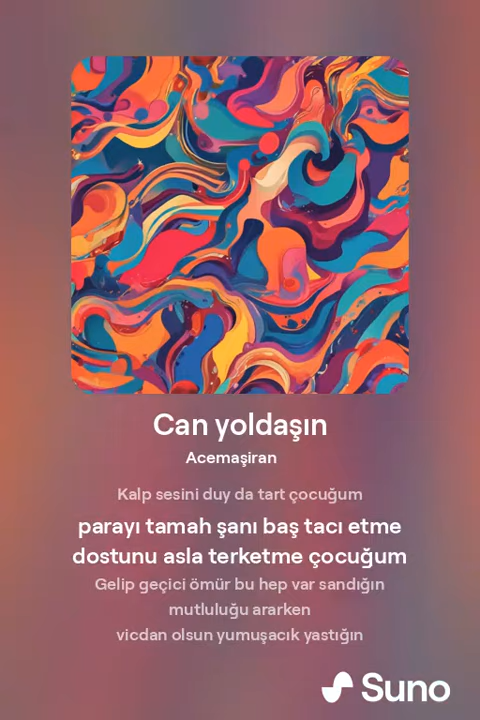 Can yoldaşın
Acemaşiran
Kalp sesini duy da tart çocuğum
parayı tamah şanı baş tacı etme
dostunu asla terketme çocuğum
Gelip geçici ömür bu hep var sandığın
mutluluğu ararken
vicdan olsun yumuşacık yastığın
Suno